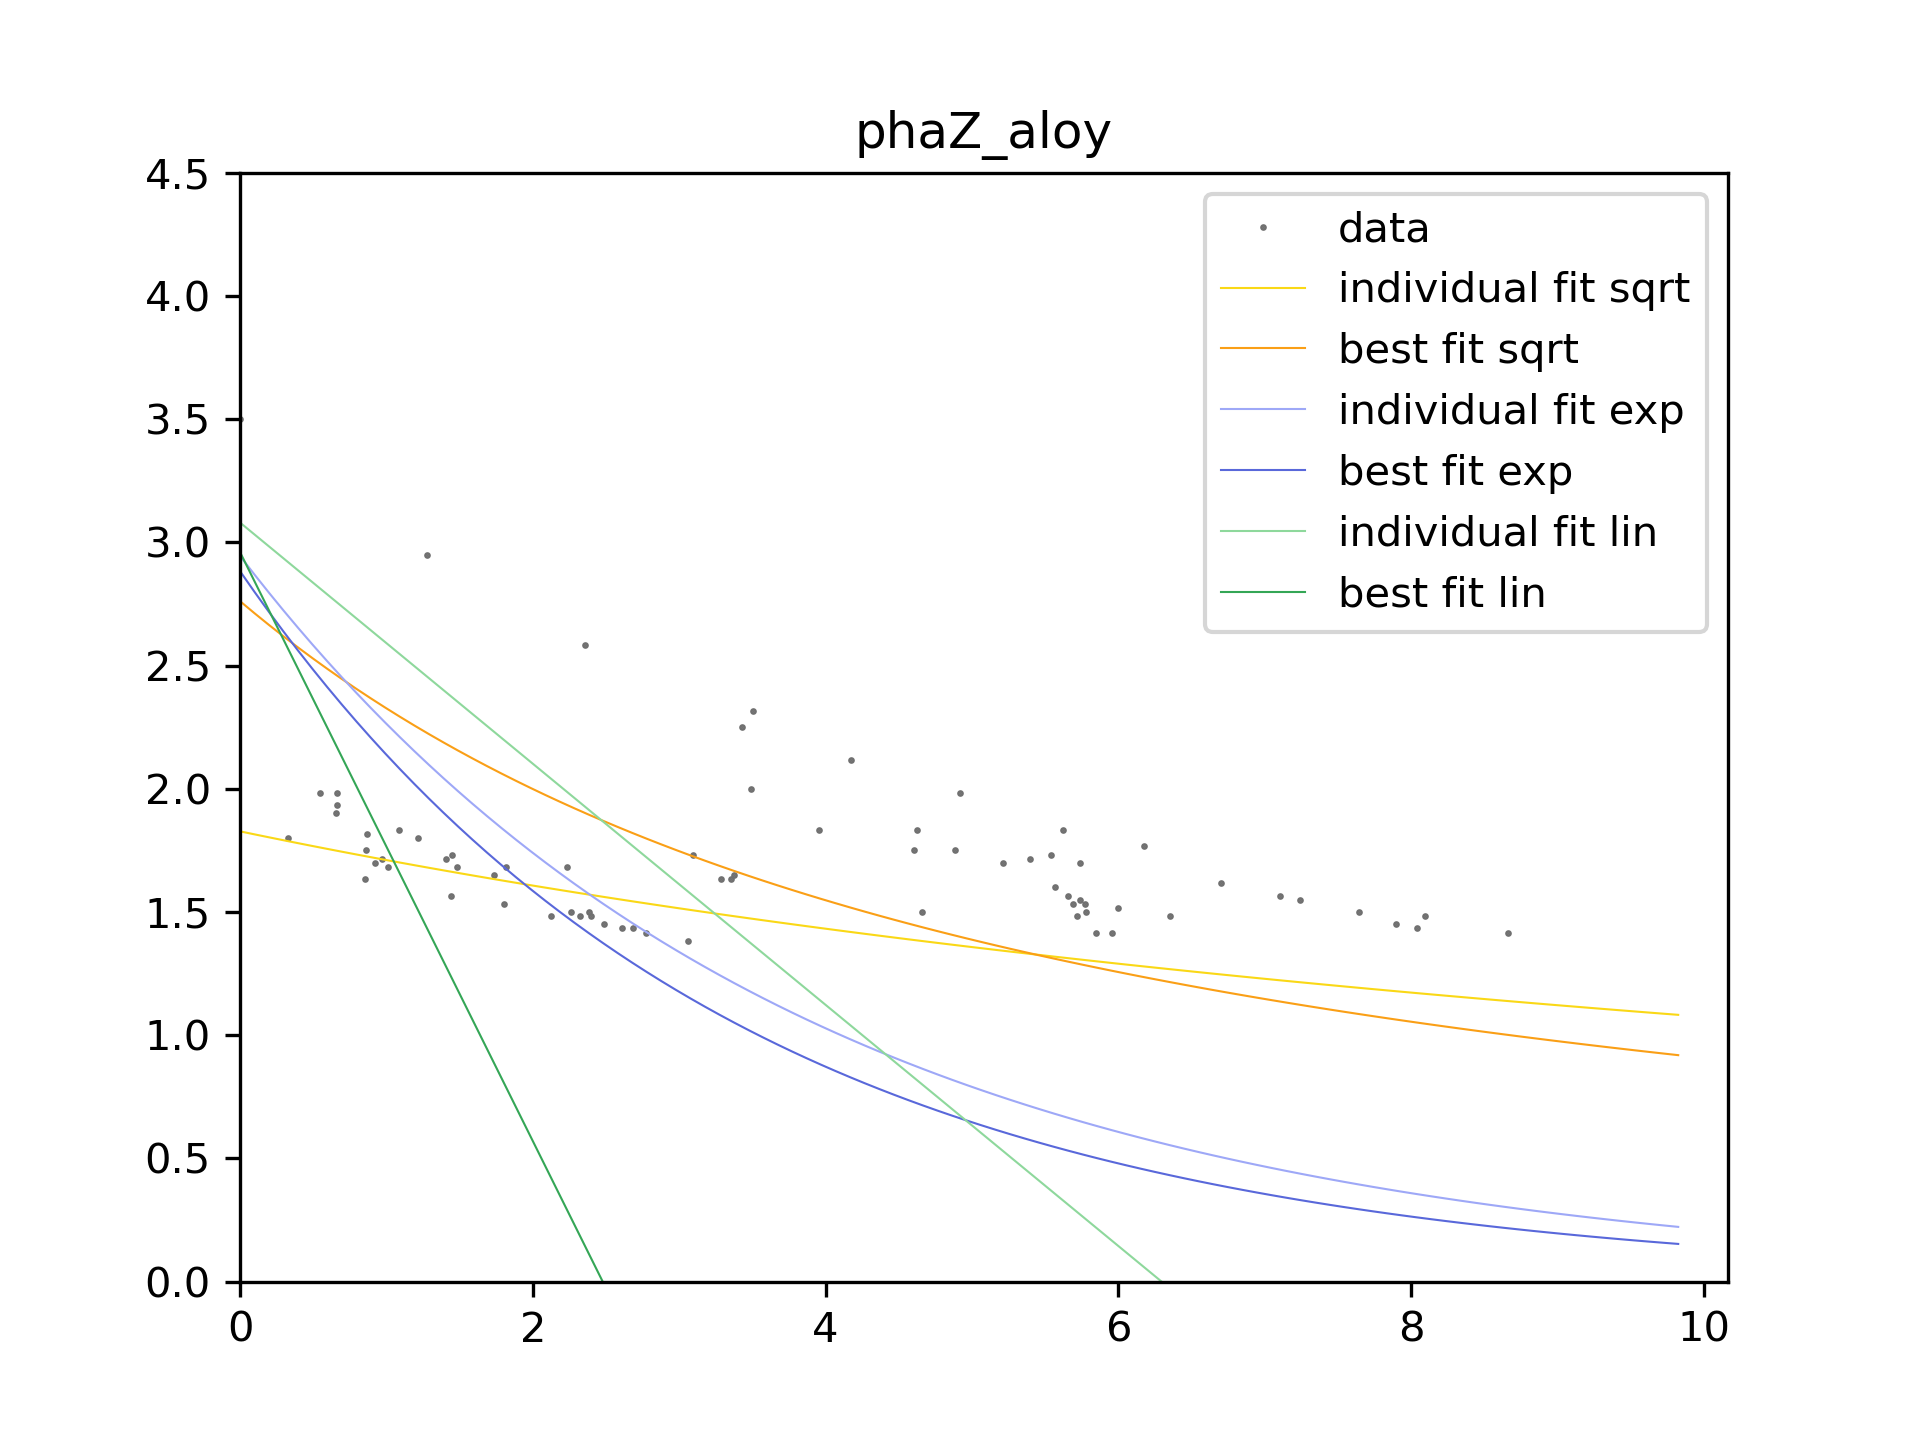 phaZ_aloy
4.5
4.0
3.5
3.0
2.5
2.0
1.5
1.0
0.5
0.0
0 2 4 6 8 10
data
individual fit sqrt
best fit sqrt
individual fit exp
best fit exp
individual fit lin
best fit lin